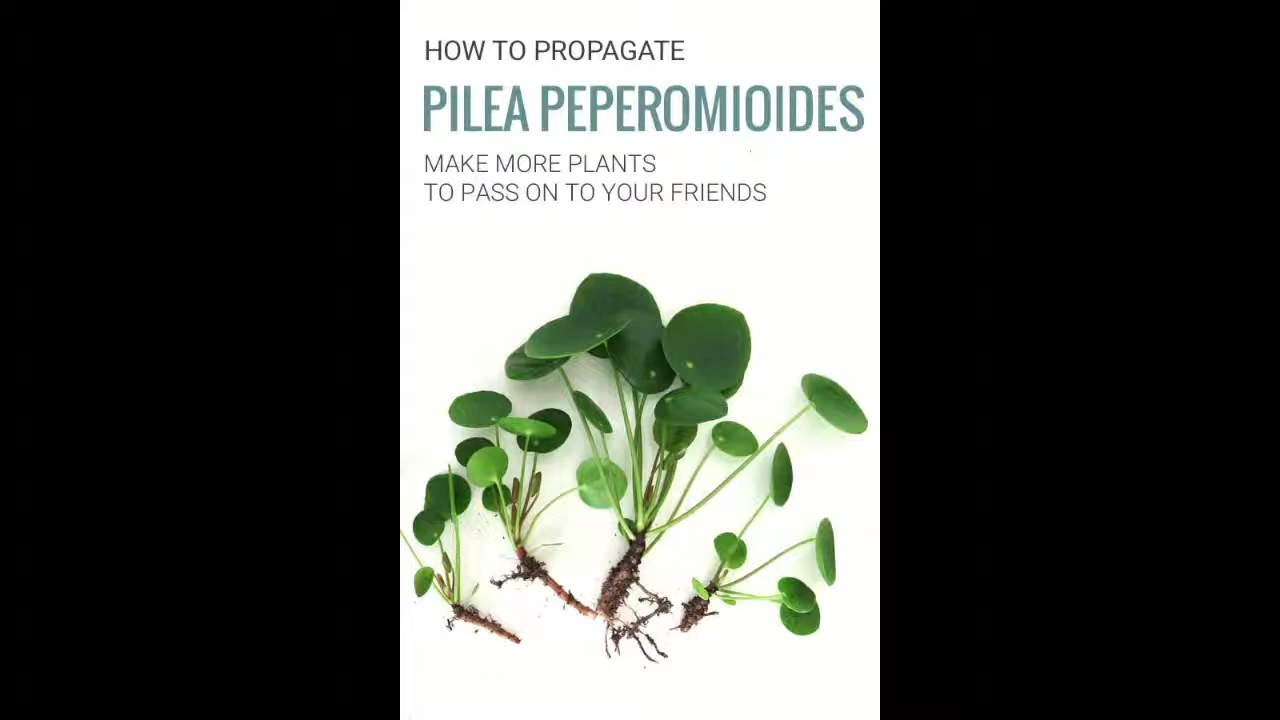 HOW TO PROPAGATE
PILEA PEPEROMIOIDES
MAKE MORE PLANTS
TO PASS ON TO YOUR FRIENDS